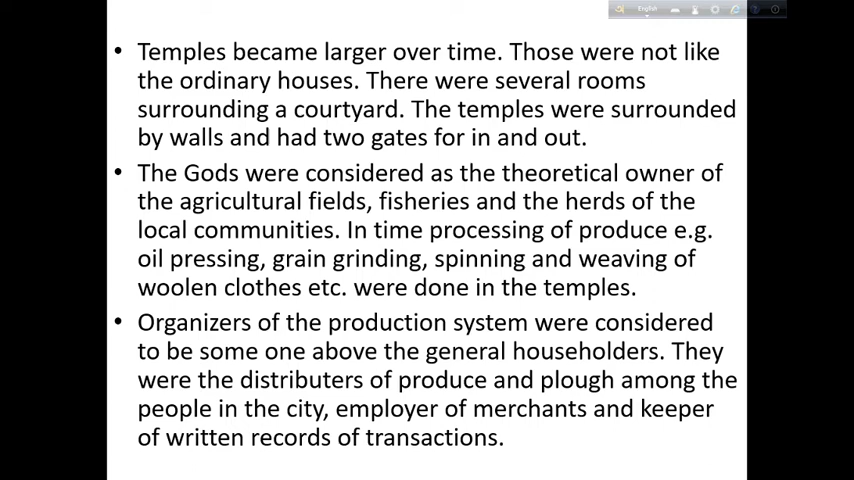 English
• Temples became larger over time. Those were not like
the ordinary houses. There were several rooms
surrounding a courtyard. The temples were surrounded
by walls and had two gates for in and out.
• The Gods were considered as the theoretical owner of
the agricultural fields, fisheries and the herds of the
local communities. In time processing of produce e.g.
oil pressing, grain grinding, spinning and weaving of
woolen clothes etc. were done in the temples.
• Organizers of the production system were considered
to be some one above the general householders. They
were the distributers of produce and plough among the
people in the city, employer of merchants and keeper
of written records of transactions.